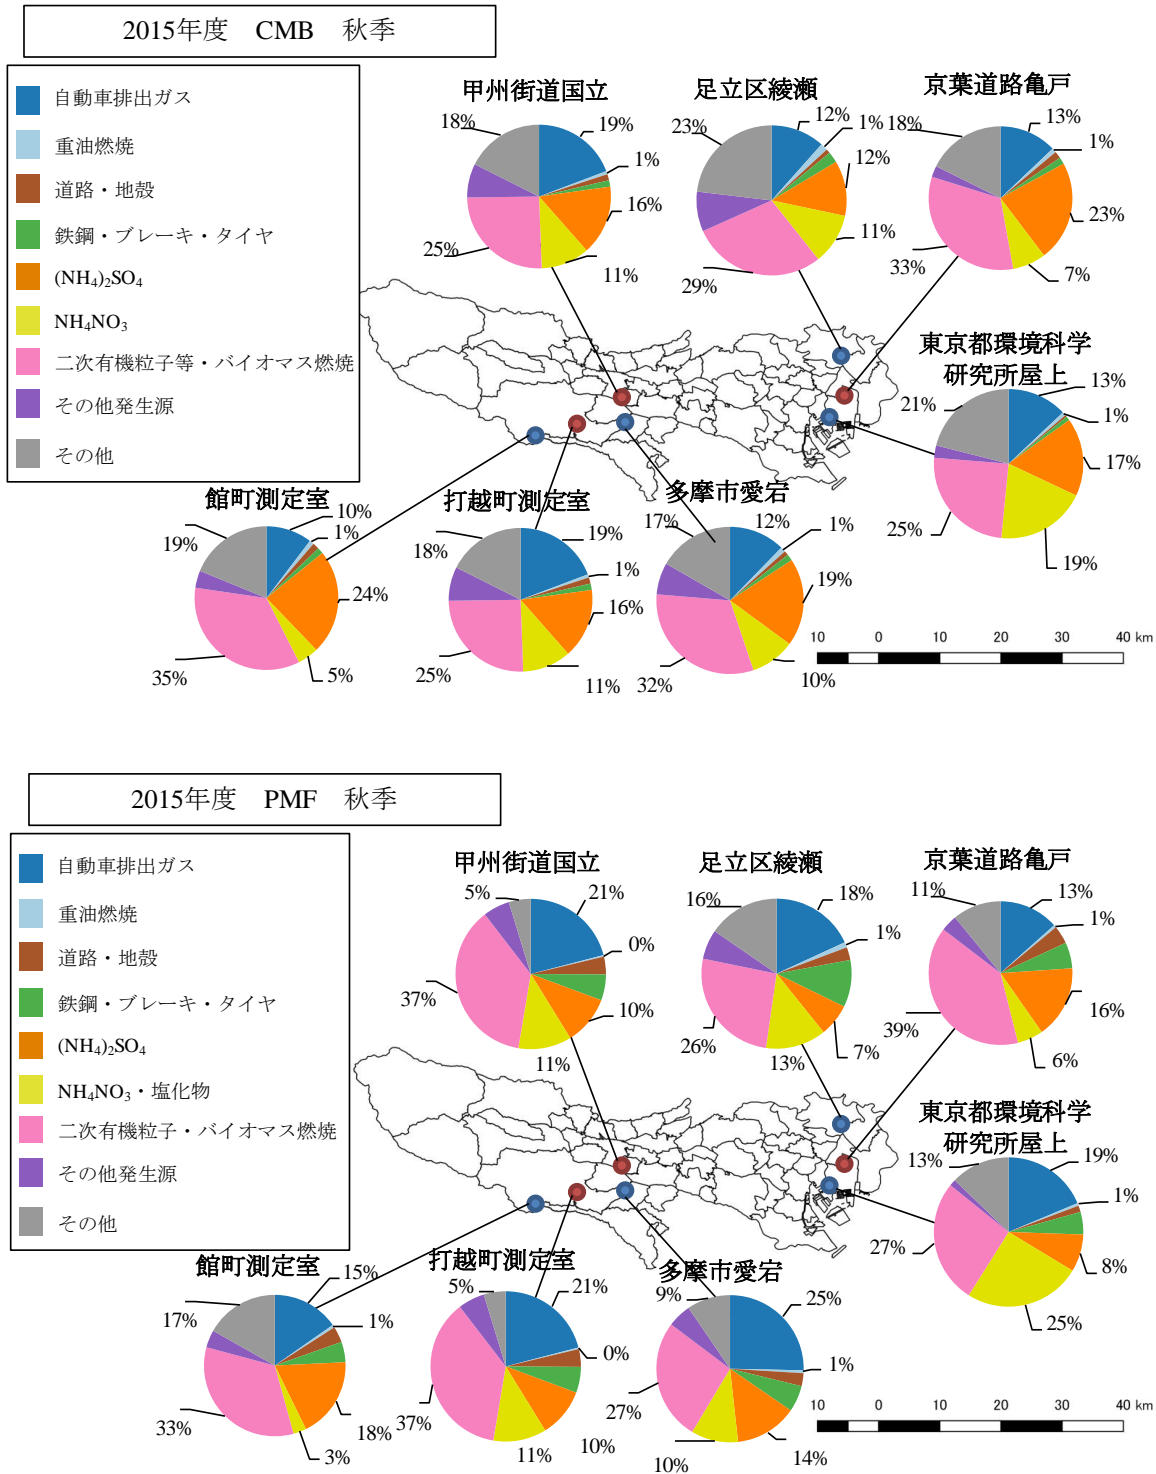 2015年度 CMB 秋季
自動車排出ガス
重油燃焼
道路・地殻
鉄鋼・ブレーキ・タイヤ
(NH₄)₂SO₄
NH₄NO₃
二次有機粒子等・バイオマス燃焼
その他発生源
その他
甲州街道国立
18%
19%
1%
16%
25%
11%
足立区綾瀬
23%
12%
1%
12%
11%
29%
京葉道路亀戸
18%
13%
1%
23%
33%
7%
東京都環境科学
研究所屋上
13%
21%
1%
17%
25%
19%
館町測定室
10%
19%
1%
24%
35%
5%
打越町測定室
18%
19%
1%
16%
25%
11%
多摩市愛宕
17%
12%
1%
19%
32%
10%
10 0 10 20 30 40 km
2015年度 PMF 秋季
自動車排出ガス
重油燃焼
道路・地殻
鉄鋼・ブレーキ・タイヤ
(NH₄)₂SO₄
NH₄NO₃・塩化物
二次有機粒子・バイオマス燃焼
その他発生源
その他
甲州街道国立
5%
21%
0%
37%
10%
11%
足立区綾瀬
16%
18%
1%
26%
7%
13%
京葉道路亀戸
11%
13%
1%
39%
16%
6%
東京都環境科学
研究所屋上
13%
19%
1%
27%
8%
25%
館町測定室
15%
17%
1%
33%
18%
3%
打越町測定室
5%
21%
0%
37%
10%
11%
多摩市愛宕
9%
25%
1%
27%
14%
10%
10 0 10 20 30 40 km